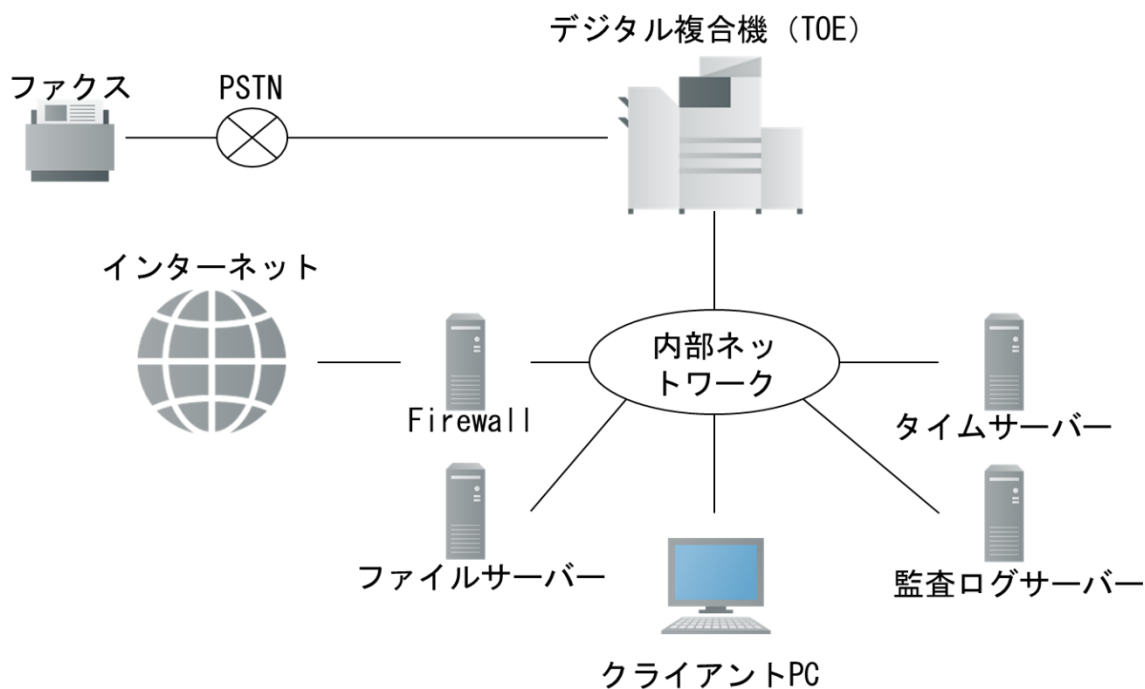 デジタル複合機（TOE）
ファクス
PSTN
インターネット
内部ネッ
トワーク
Firewall
タイムサーバー
ファイルサーバー
監査ログサーバー
クライアントPC